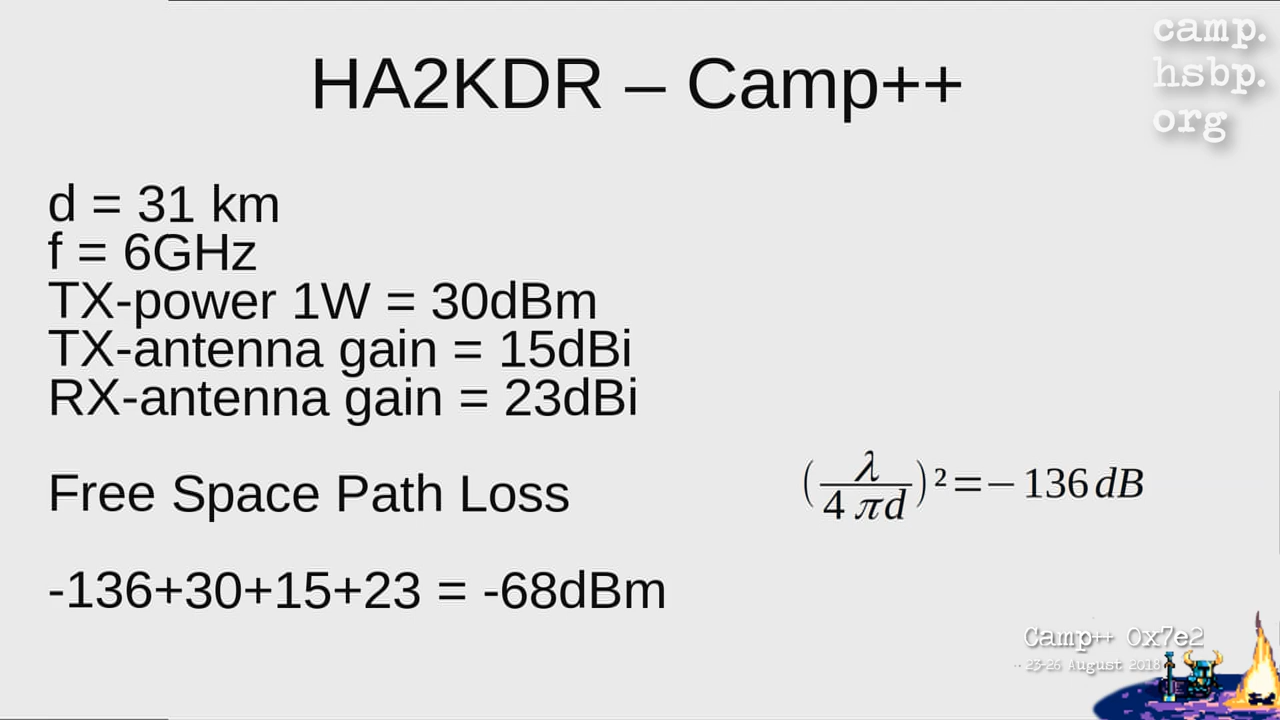 HA2KDR – Camp++
camp.
hsbp.
org
d = 31 km
f = 6GHz
TX-power 1W = 30dBm
TX-antenna gain = 15dBi
RX-antenna gain = 23dBi
Free Space Path Loss
(λ / 4 πd)² = − 136 dB
-136+30+15+23 = -68dBm
Camp++ 0x7e2
23-26 August 2018